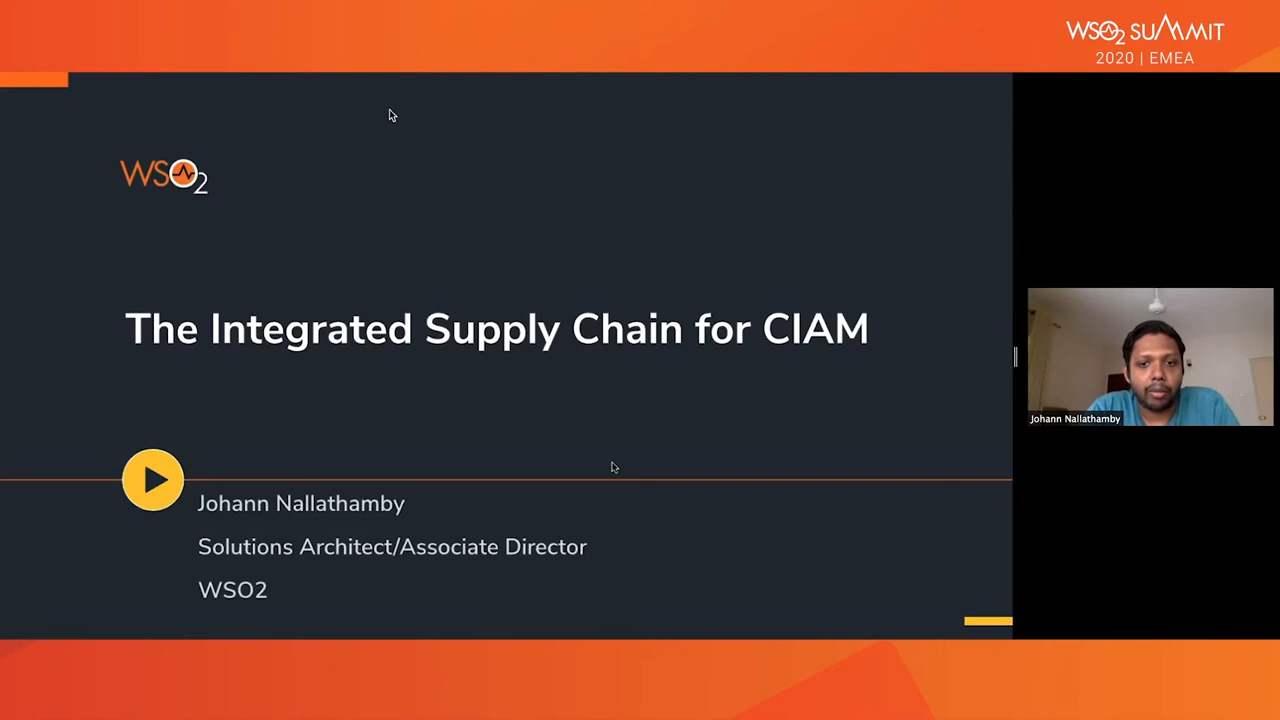 WSO2 SUMMIT
2020 | EMEA
WSO2
The Integrated Supply Chain for CIAM
Johann Nallathamby
Solutions Architect/Associate Director
WSO2
Johann Nallathamby